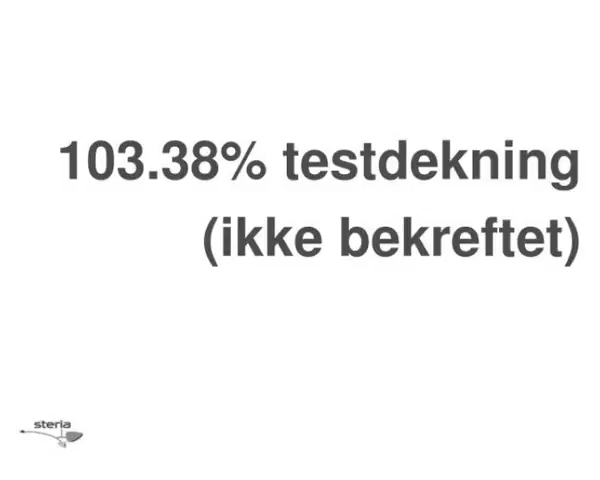 103.38% testdekning
(ikke bekreftet)
steria